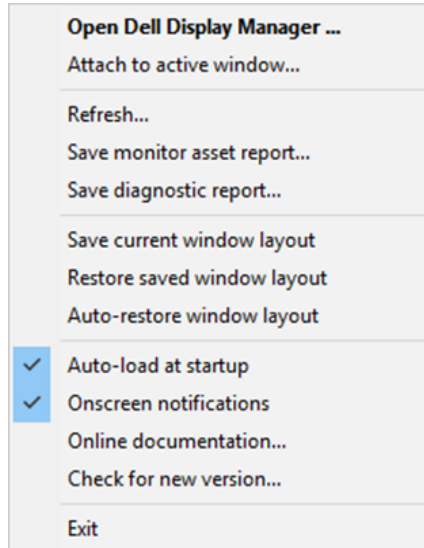 Open Dell Display Manager ...
Attach to active window...
Refresh...
Save monitor asset report...
Save diagnostic report...
Save current window layout
Restore saved window layout
Auto-restore window layout
Auto-load at startup
Onscreen notifications
Online documentation...
Check for new version...
Exit